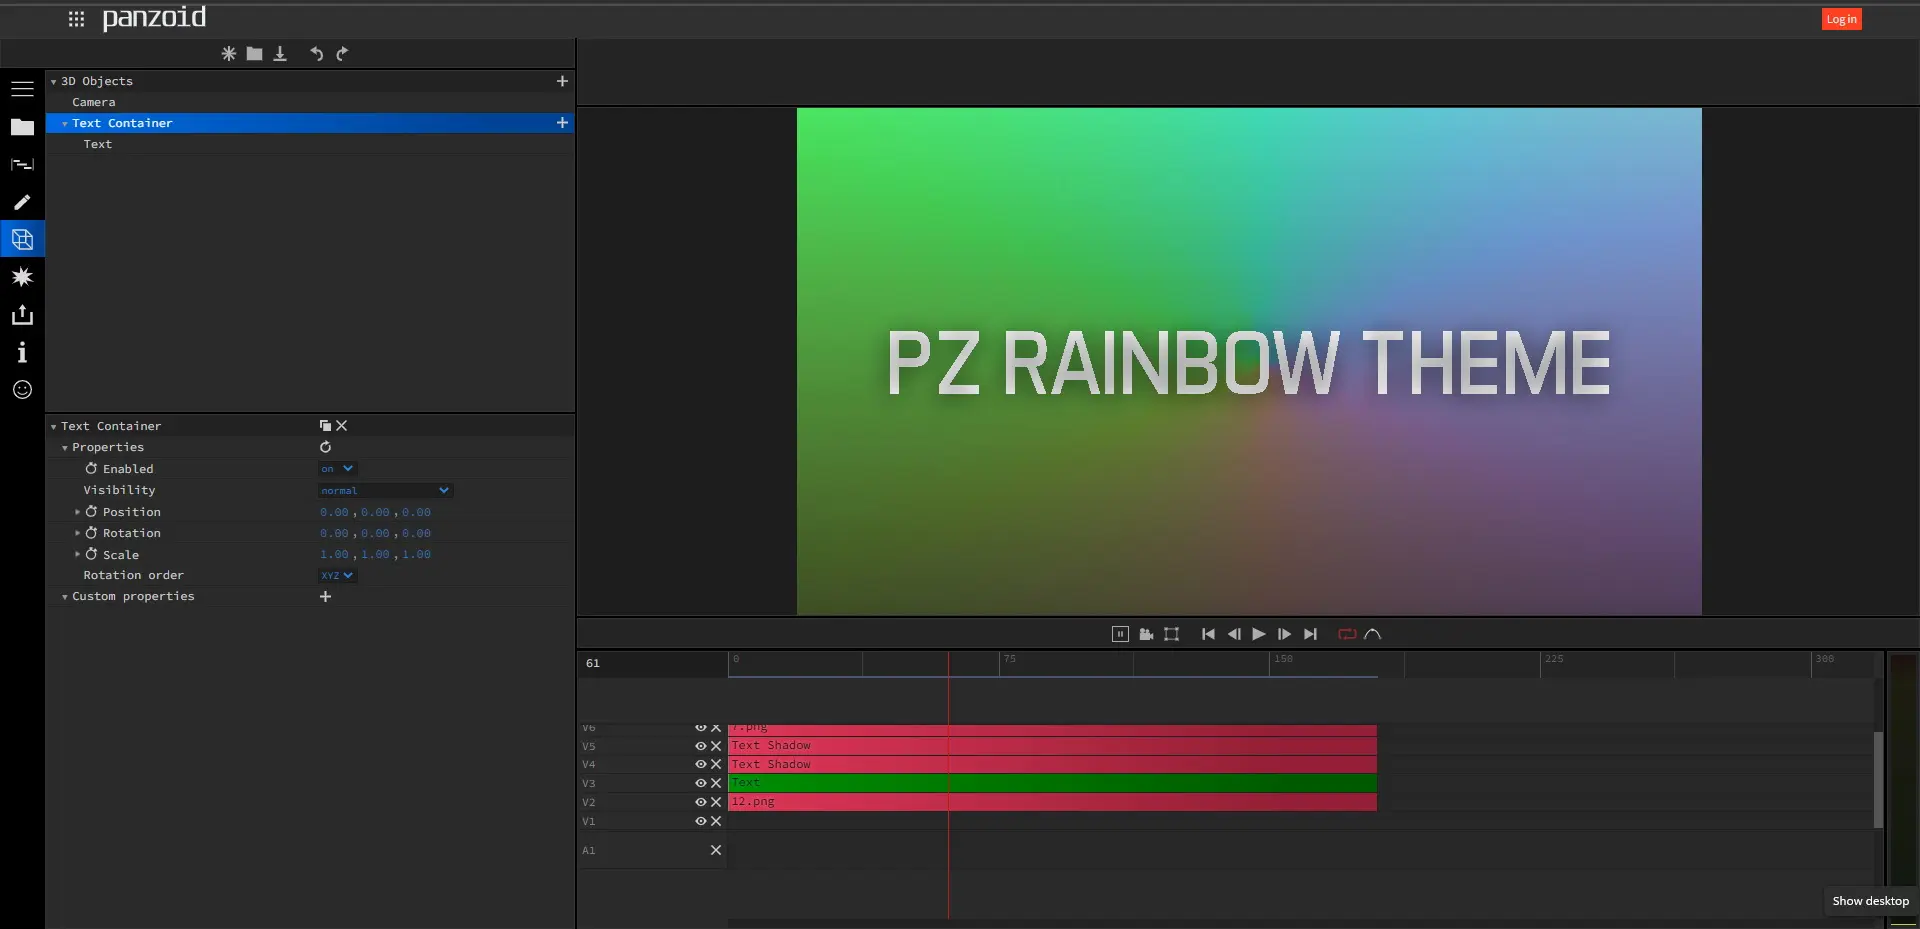 panzoid
Log in
3D Objects
Camera
Text Container
Text
Text Container
Properties
Enabled on
Visibility normal
Position 0.00 , 0.00 , 0.00
Rotation 0.00 , 0.00 , 0.00
Scale 1.00 , 1.00 , 1.00
Rotation order XYZ
Custom properties
PZ RAINBOW THEME
61
0 75 150 225 300
V6 7.png
V5 Text Shadow
V4 Text Shadow
V3 Text
V2 12.png
V1
A1
Show desktop